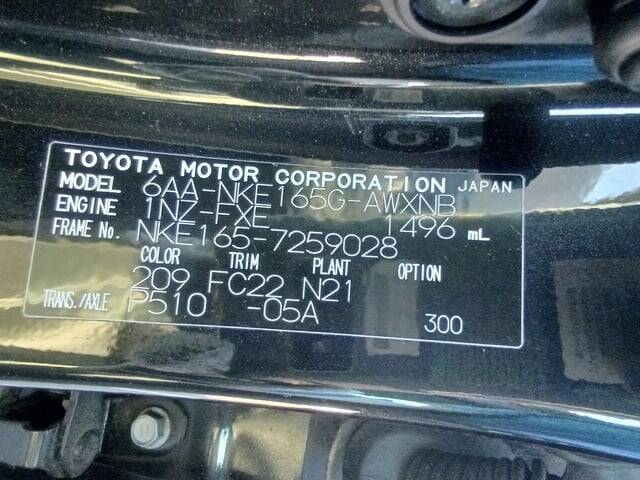 TOYOTA MOTOR CORPORATION JAPAN
MODEL 6AA-NKE165G-AWXNB
ENGINE 1NZ-FXE 1496 mL
FRAME No. NKE165-7259028
COLOR TRIM PLANT OPTION
209 FC22 N21
TRANS./AXLE P510 -05A 300